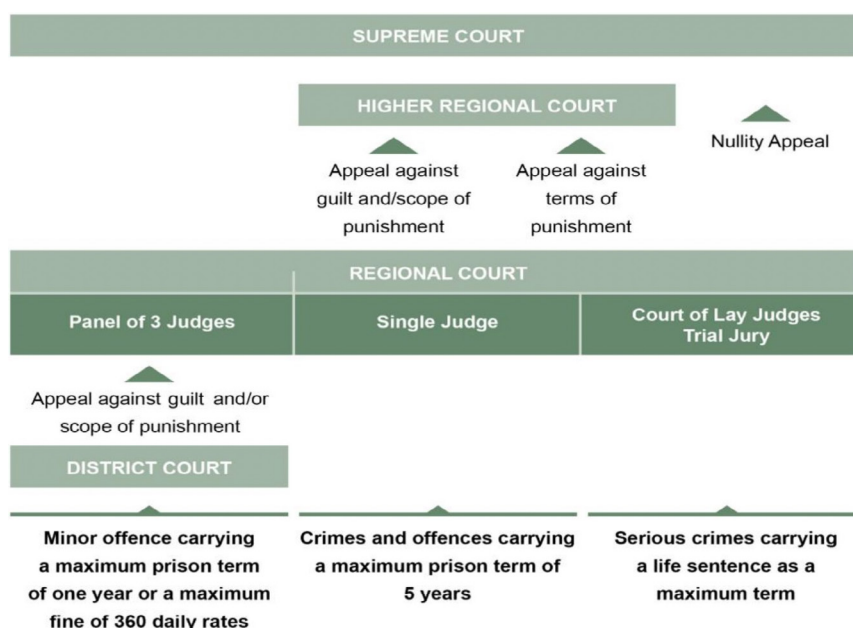 SUPREME COURT
HIGHER REGIONAL COURT
Nullity Appeal
Appeal against
guilt and/scope of
punishment
Appeal against
terms of
punishment
REGIONAL COURT
Panel of 3 Judges
Single Judge
Court of Lay Judges
Trial Jury
Appeal against guilt and/or
scope of punishment
DISTRICT COURT
Minor offence carrying
a maximum prison term
of one year or a maximum
fine of 360 daily rates
Crimes and offences carrying
a maximum prison term of
5 years
Serious crimes carrying
a life sentence as a
maximum term